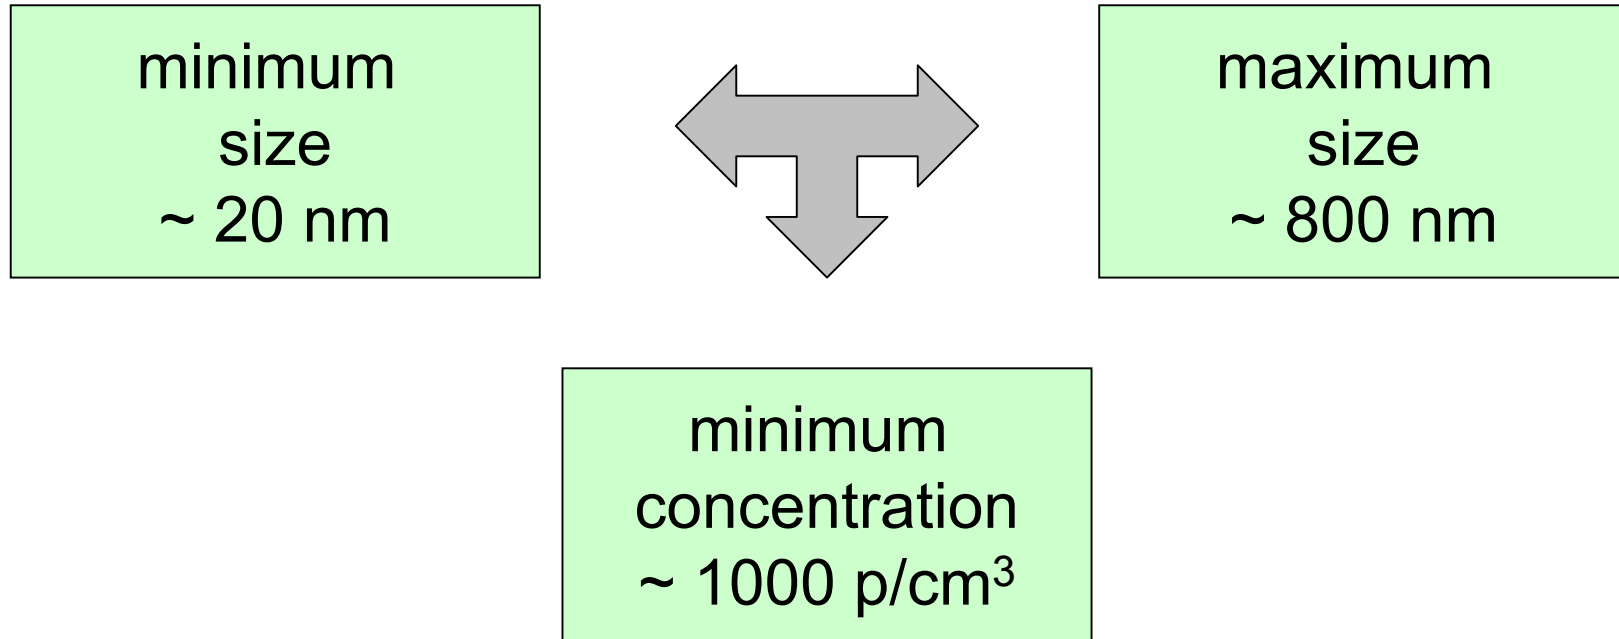 minimum
size
~ 20 nm
maximum
size
~ 800 nm
minimum
concentration
~ 1000 p/cm³